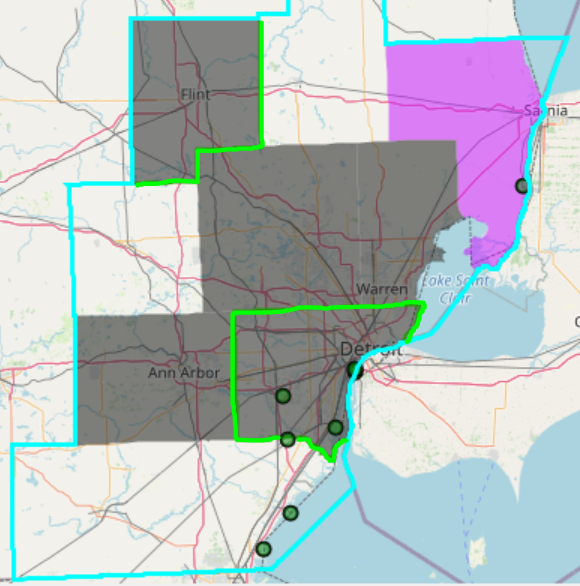 Flint
Sarnia
Warren
Lake Saint
Clair
Detroit
Ann Arbor